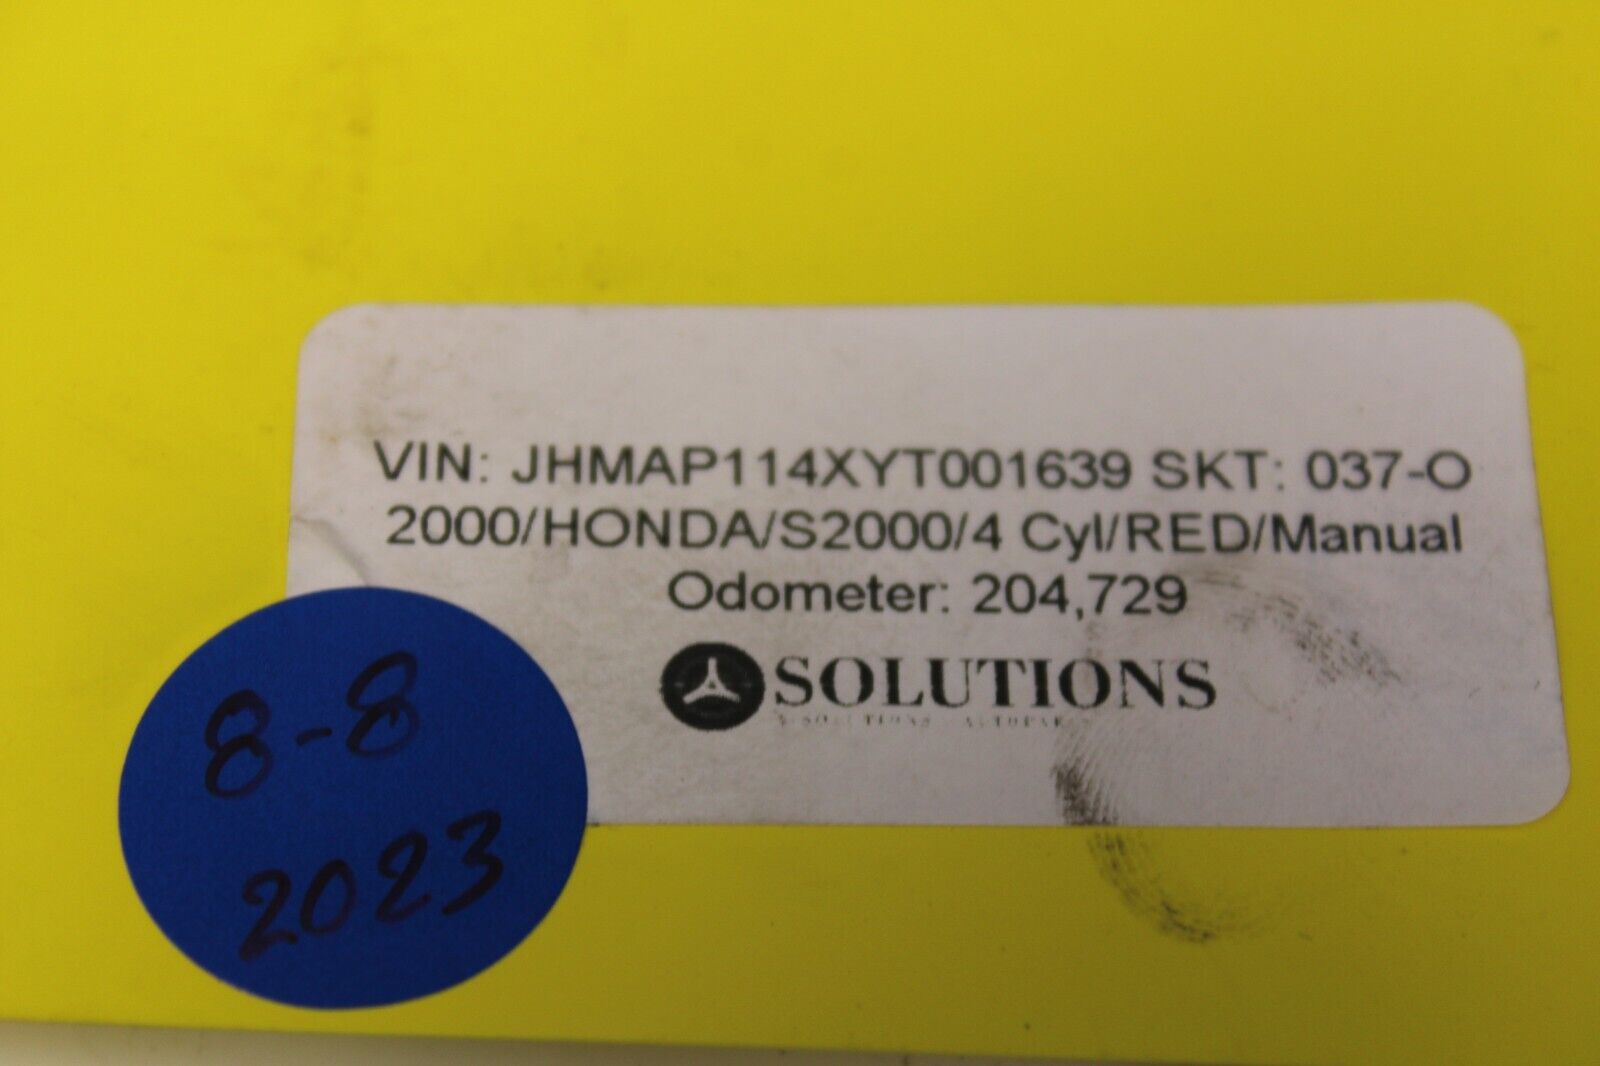 VIN: JHMAP114XYT001639 SKT: 037-O
2000/HONDA/S2000/4 Cyl/RED/Manual
Odometer: 204,729
SOLUTIONS
8-8
2023